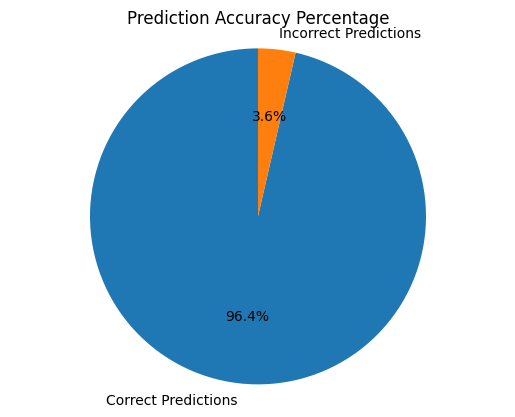 Prediction Accuracy Percentage
Incorrect Predictions
3.6%
96.4%
Correct Predictions